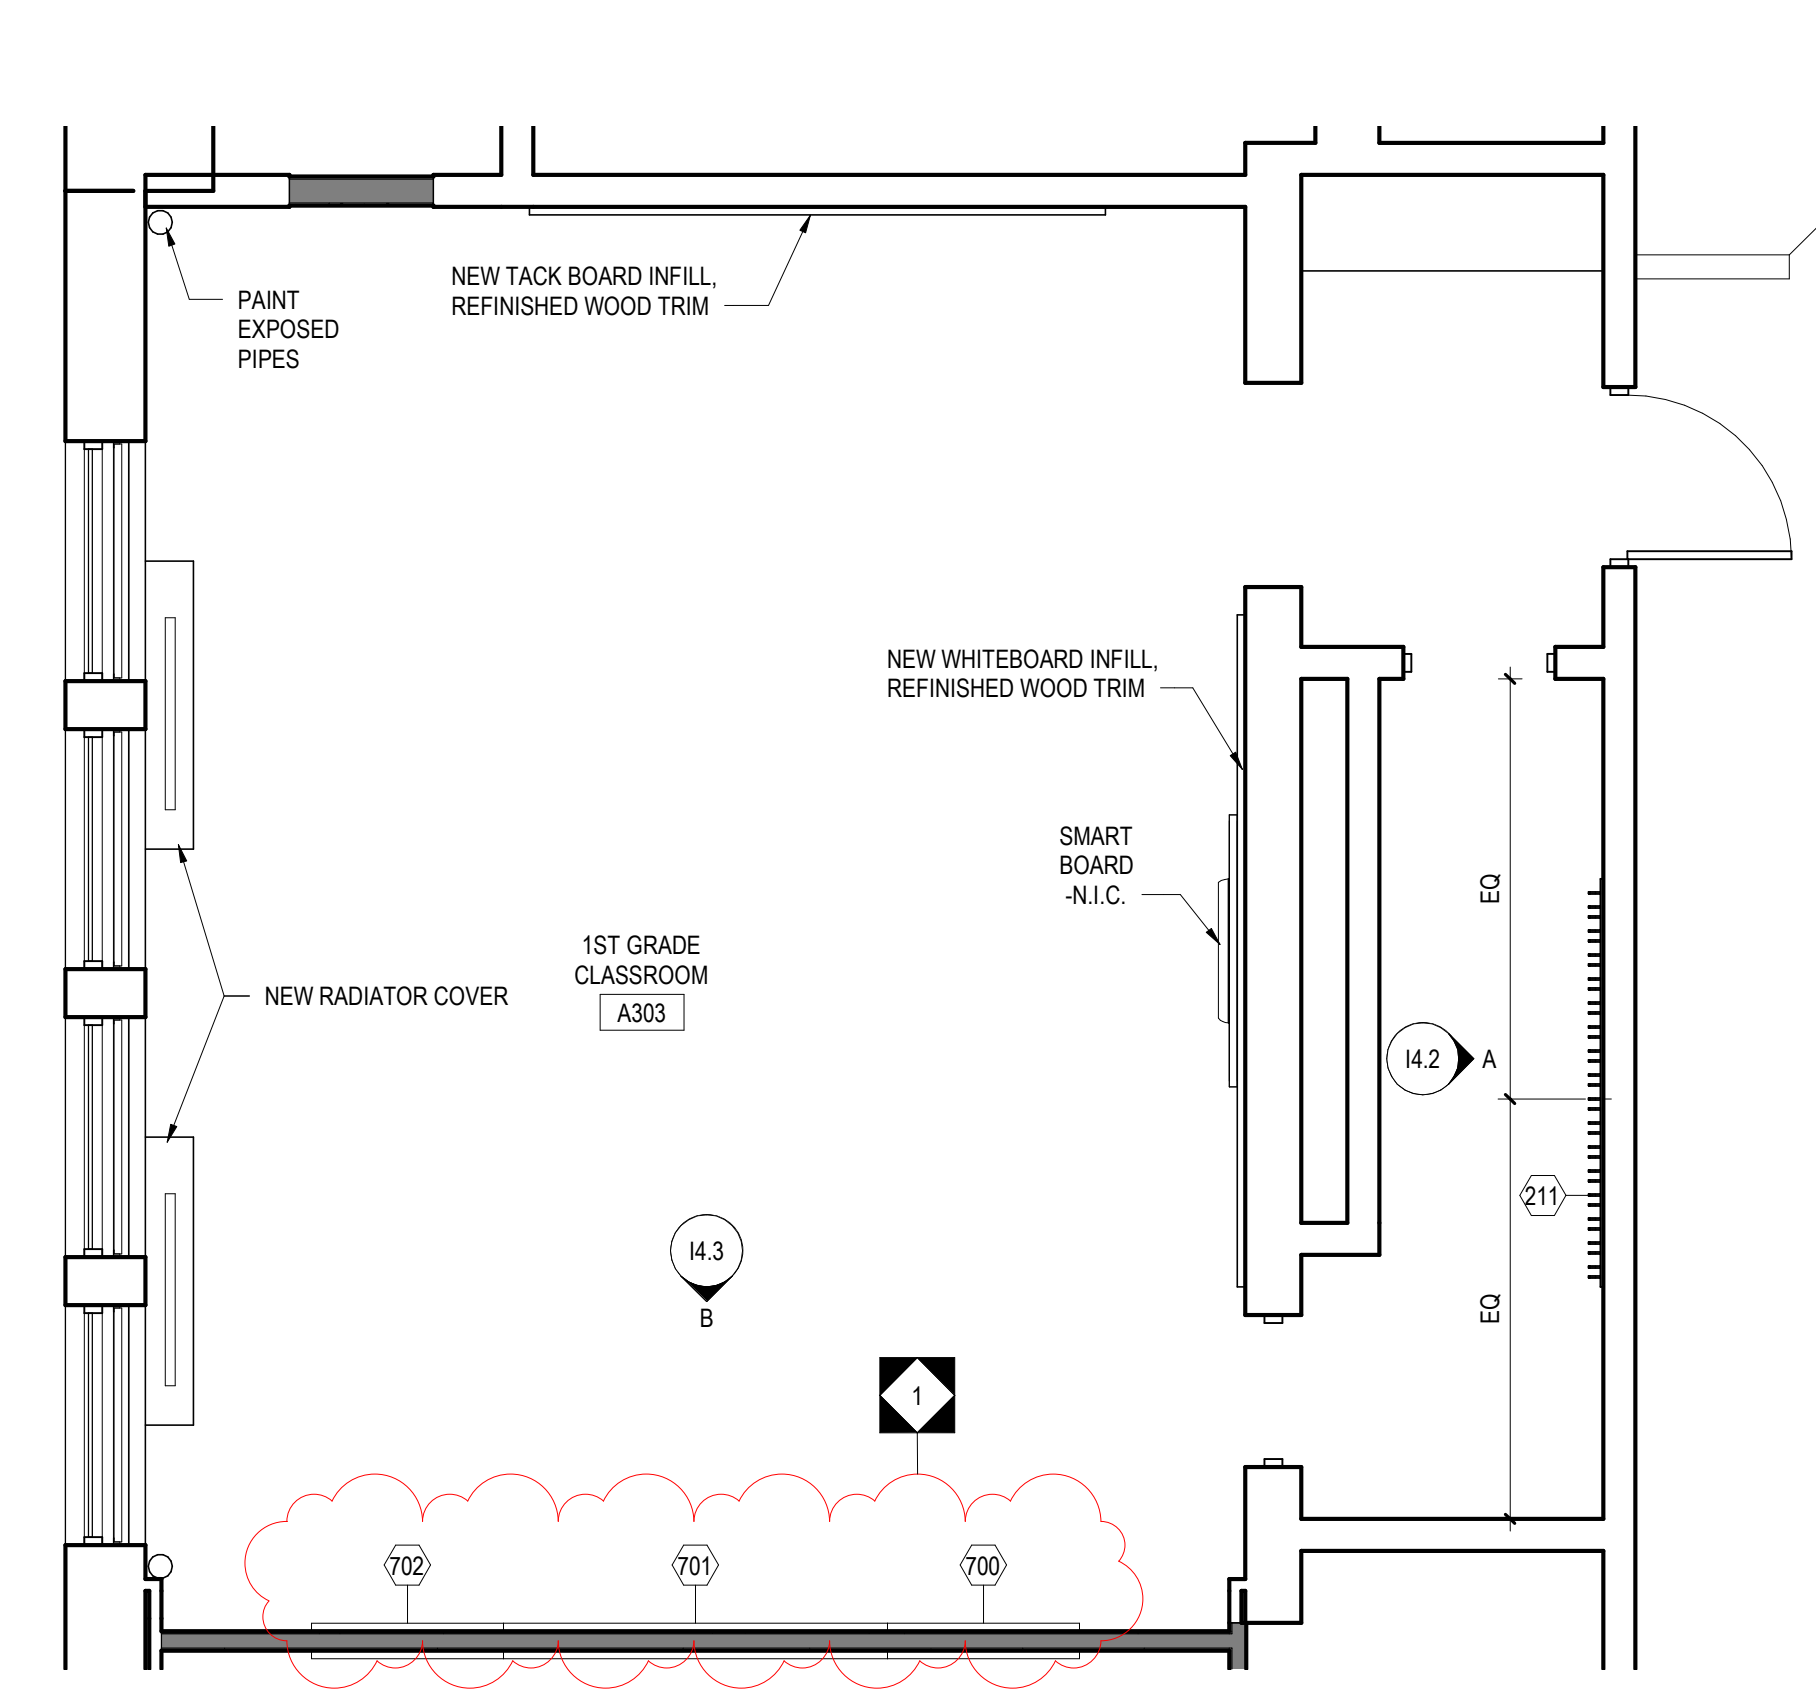 NEW TACK BOARD INFILL,
REFINISHED WOOD TRIM
PAINT
EXPOSED
PIPES
NEW WHITEBOARD INFILL,
REFINISHED WOOD TRIM
SMART
BOARD
-N.I.C.
EQ
1ST GRADE
CLASSROOM
A303
NEW RADIATOR COVER
I4.2
A
211
I4.3
B
EQ
1
702
701
700